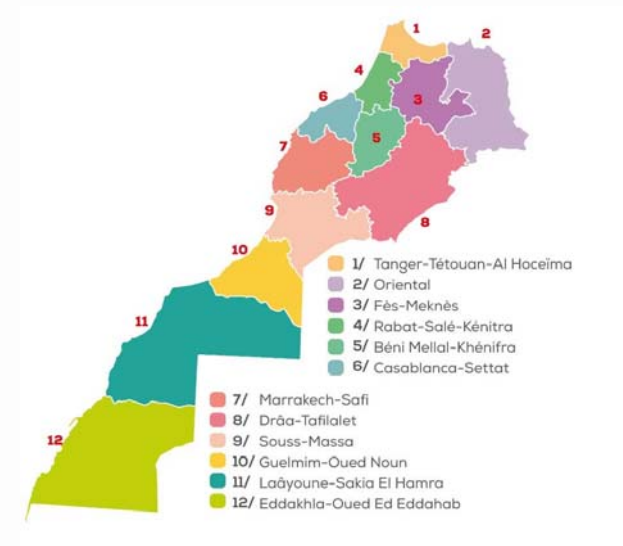 1
2
4
3
6
5
7
9
8
10
1/ Tanger-Tétouan-Al Hoceïma
2/ Oriental
3/ Fès-Meknès
11
4/ Rabat-Salé-Kénitra
5/ Béni Mellal-Khénifra
6/ Casablanca-Settat
7/ Marrakech-Safi
8/ Drâa-Tafilalet
9/ Souss-Massa
12
10/ Guelmim-Oued Noun
11/ Laâyoune-Sakia El Hamra
12/ Eddakhla-Oued Ed Eddahab